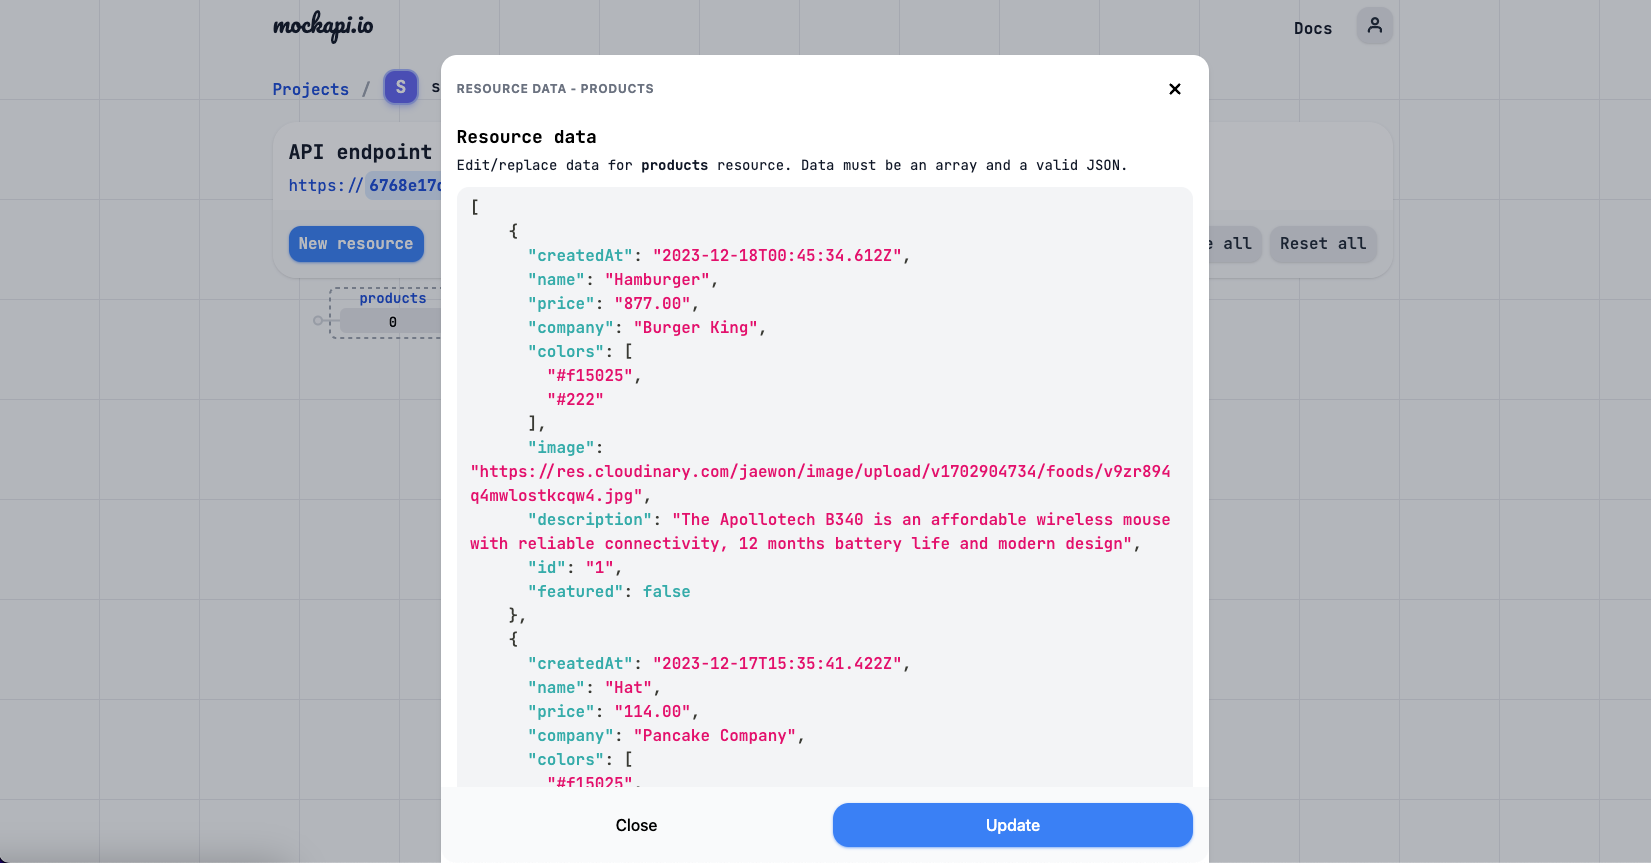 mockapi.io
Docs
Projects / S s
API endpoint
https://6768e17
New resource
e all
Reset all
products
0
RESOURCE DATA - PRODUCTS
Resource data
Edit/replace data for products resource. Data must be an array and a valid JSON.
[
{
"createdAt": "2023-12-18T00:45:34.612Z",
"name": "Hamburger",
"price": "877.00",
"company": "Burger King",
"colors": [
"#f15025",
"#222"
],
"image":
"https://res.cloudinary.com/jaewon/image/upload/v1702904734/foods/v9zr894
q4mwlostkcqw4.jpg",
"description": "The Apollotech B340 is an affordable wireless mouse
with reliable connectivity, 12 months battery life and modern design",
"id": "1",
"featured": false
},
{
"createdAt": "2023-12-17T15:35:41.422Z",
"name": "Hat",
"price": "114.00",
"company": "Pancake Company",
"colors": [
"#f15025",
Close
Update